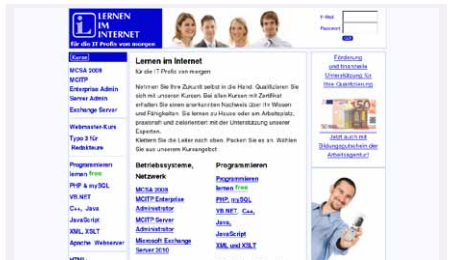 LERNEN
IM
INTERNET
für die IT Profis von morgen
E-Mail
Passwort
Kurse
MCSA 2003
MCITP
Enterprise Admin
Server Admin
Exchange Server
Webmaster-Kurs
Typo 3 für
Redakteure
Programmieren
lernen free
PHP & mySQL
VB.NET
C++, Java
JavaScript
XML, XSLT
Apache Webserver
HTML-
Lernen im Internet
für die IT-Profis von morgen
Nehmen Sie Ihre Zukunft selbst in die Hand. Qualifizieren Sie
sich mit unseren Kursen. Bei allen Kursen mit Zertifikat
erhalten Sie einen anerkannten Nachweis über Ihr Wissen
und Fähigkeiten. Sie lernen zu Hause oder am Arbeitsplatz,
praxisnah und zielorientiert mit der Unterstützung unserer
Experten.
Klettern Sie die Leiter nach oben. Packen Sie es an. Wählen
Sie aus unserem Kursangebot!
Betriebssysteme,
Netzwerk
MCSA 2003
MCITP Enterprise
Administrator
MCITP Server
Administrator
Microsoft Exchange
Server 2010
Programmieren
Programmieren
lernen free
PHP, mySQL
VB.NET, C++,
Java,
JavaScript
XML und XSLT
Förderung
und finanzielle
Unterstützung für
Ihre Qualifizierung
Jetzt auch mit
Bildungsgutschein der
Arbeitsagentur!